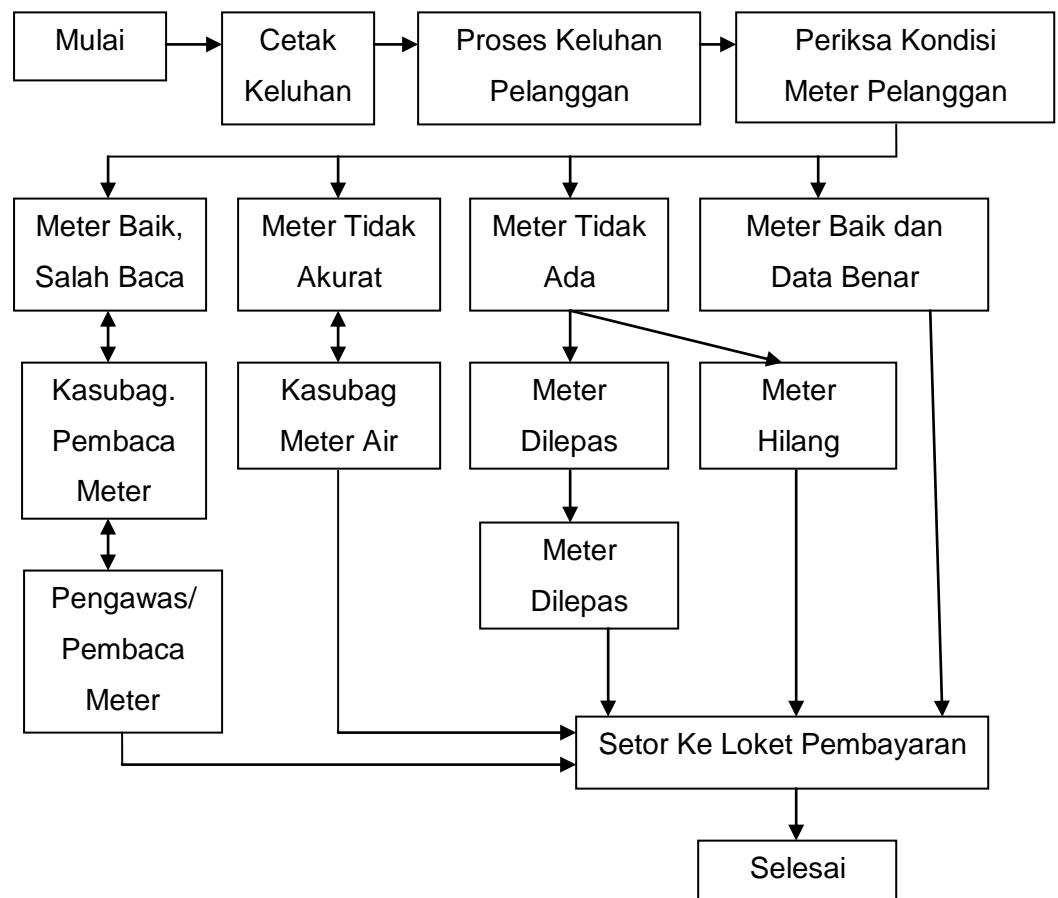 Mulai
Cetak
Keluhan
Proses Keluhan
Pelanggan
Periksa Kondisi
Meter Pelanggan
Meter Baik,
Salah Baca
Meter Tidak
Akurat
Meter Tidak
Ada
Meter Baik dan
Data Benar
Kasubag.
Pembaca
Meter
Kasubag
Meter Air
Meter
Dilepas
Meter
Hilang
Meter
Dilepas
Pengawas/
Pembaca
Meter
Setor Ke Loket Pembayaran
Selesai